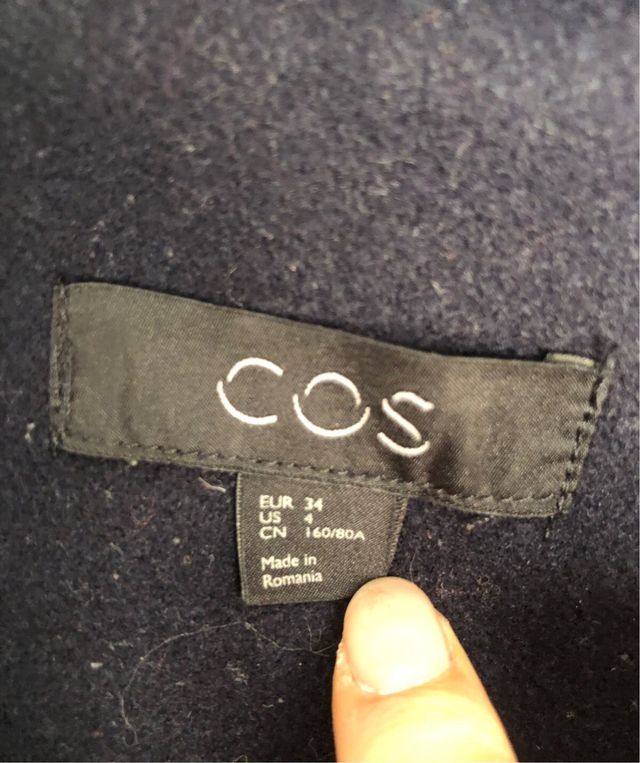 COS
EUR 34
US 4
CN 160/80A
Made in
Romania